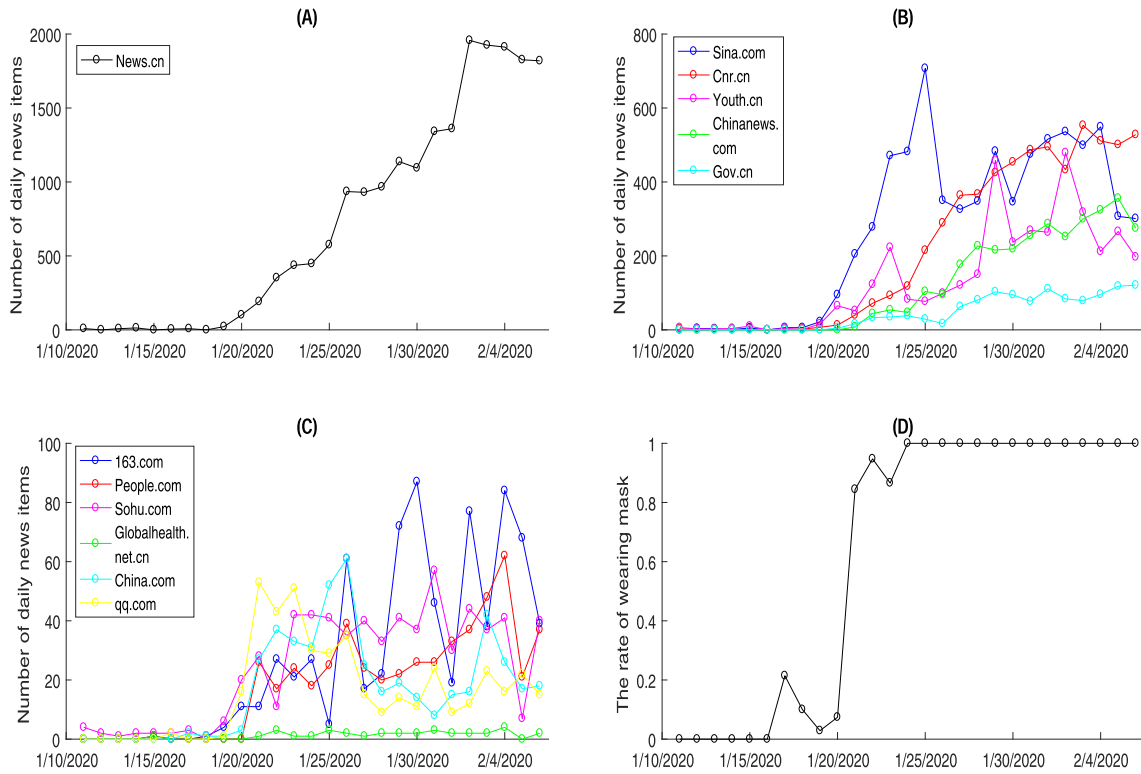 (A)
Number of daily news items
2000
1500
1000
500
0
News.cn
1/10/2020 1/15/2020 1/20/2020 1/25/2020 1/30/2020 2/4/2020
(B)
Number of daily news items
800
600
400
200
0
Sina.com
Cnr.cn
Youth.cn
Chinanews.
com
Gov.cn
1/10/2020 1/15/2020 1/20/2020 1/25/2020 1/30/2020 2/4/2020
(C)
Number of daily news items
100
80
60
40
20
0
163.com
People.com
Sohu.com
Globalhealth.
net.cn
China.com
qq.com
1/10/2020 1/15/2020 1/20/2020 1/25/2020 1/30/2020 2/4/2020
(D)
The rate of wearing mask
1
0.8
0.6
0.4
0.2
0
1/10/2020 1/15/2020 1/20/2020 1/25/2020 1/30/2020 2/4/2020